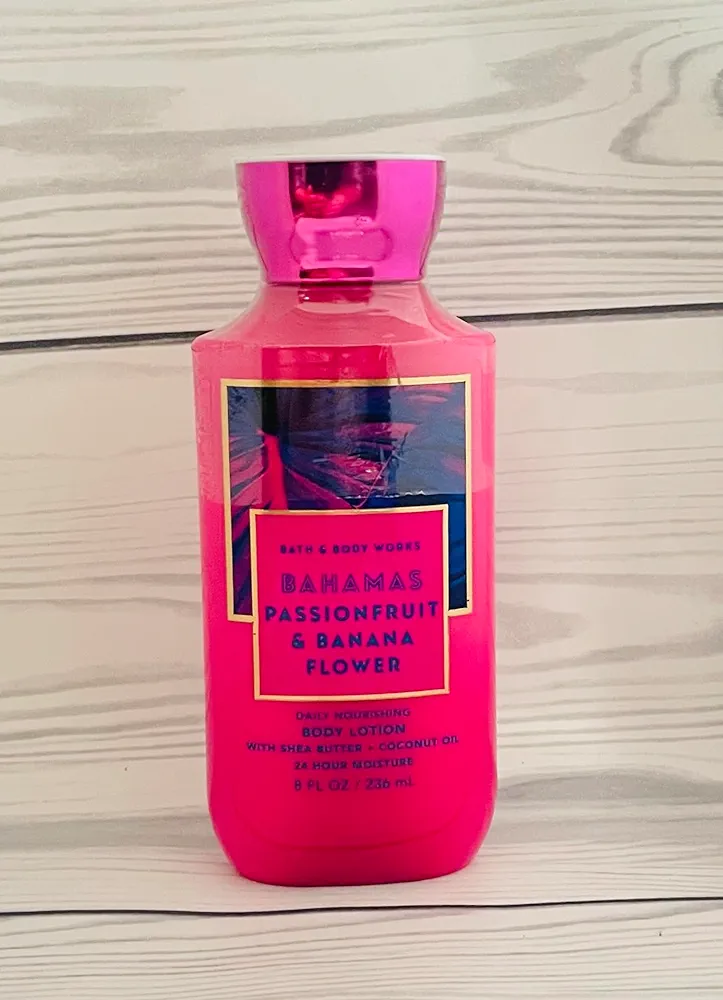 BATH & BODY WORKS
BAHAMAS
PASSIONFRUIT
& BANANA
FLOWER
DAILY NOURISHING
BODY LOTION
WITH SHEA BUTTER + COCONUT OIL
24 HOUR MOISTURE
8 FL OZ / 236 mL